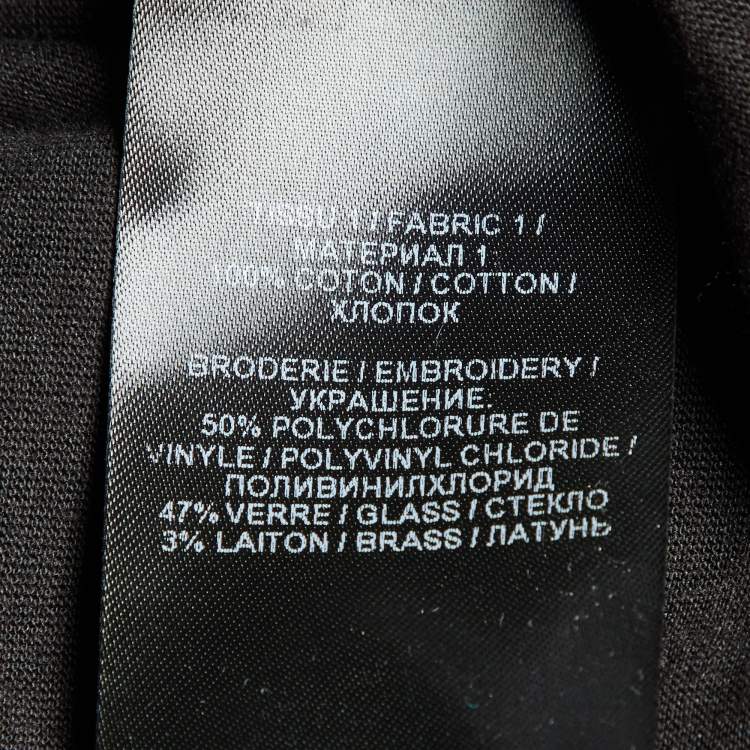 TISSU 1 / FABRIC 1 /
МАТЕРИАЛ 1
100% COTON / COTTON /
ХЛОПОК
BRODERIE / EMBROIDERY /
УКРАШЕНИЕ.
50% POLYCHLORURE DE
VINYLE / POLYVINYL CHLORIDE /
ПОЛИВИНИЛХЛОРИД
47% VERRE / GLASS / СТЕКЛО
3% LAITON / BRASS / ЛАТУНЬ